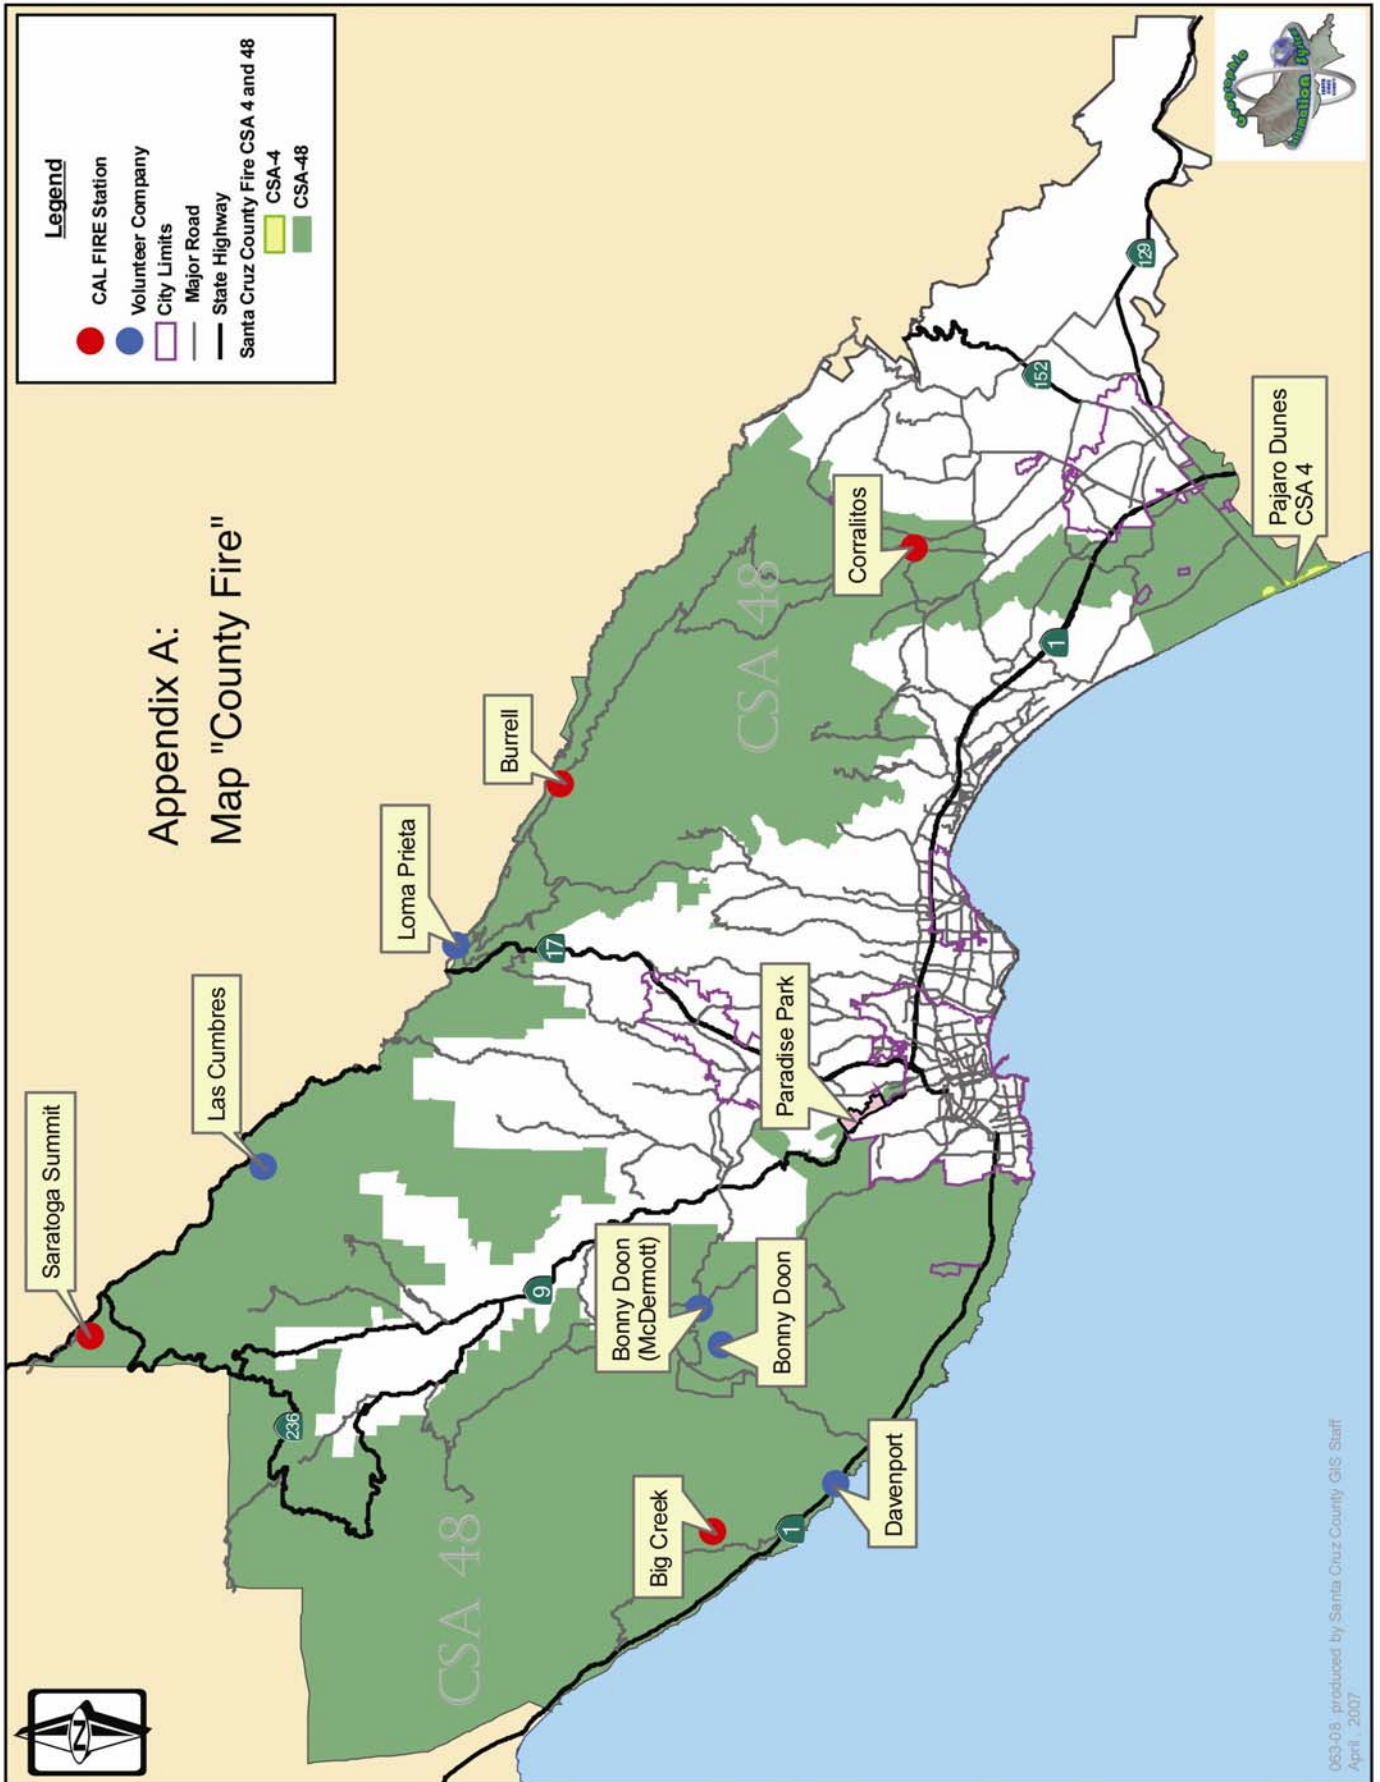 Appendix A:
Map "County Fire"
Legend
CAL FIRE Station
Volunteer Company
City Limits
Major Road
State Highway
Santa Cruz County Fire CSA 4 and 48
CSA-4
CSA-48
Saratoga Summit
Las Cumbres
Loma Prieta
Burrell
Corralitos
Pajaro Dunes
CSA 4
Paradise Park
Bonny Doon
(McDermott)
Bonny Doon
Big Creek
Davenport
CSA 48
CSA 48
236
9
17
1
1
152
129
N
Geographic
Information System
063-08 produced by Santa Cruz County GIS Staff
April , 2007